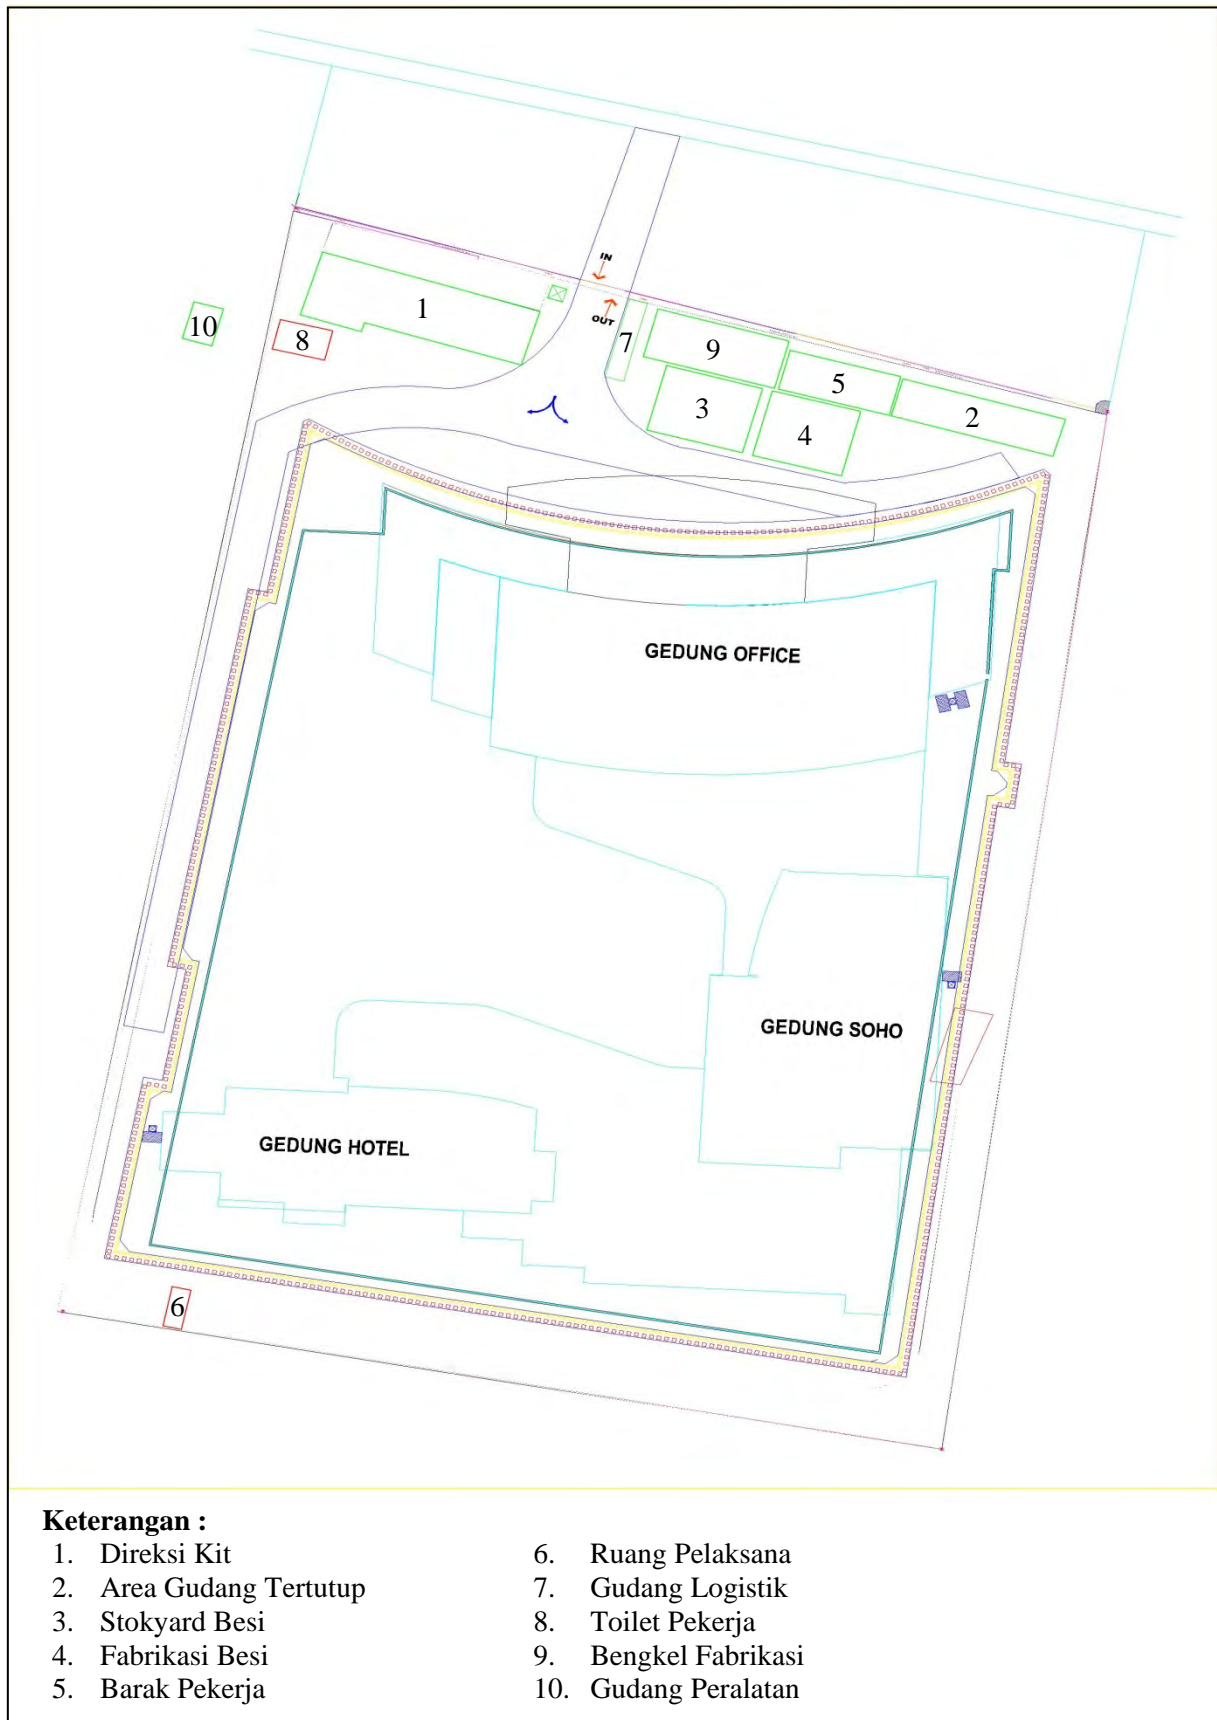 IN
OUT
1
10
8
7
9
5
2
3
4
GEDUNG OFFICE
GEDUNG SOHO
GEDUNG HOTEL
6
Keterangan :
1. Direksi Kit
2. Area Gudang Tertutup
3. Stokyard Besi
4. Fabrikasi Besi
5. Barak Pekerja
6. Ruang Pelaksana
7. Gudang Logistik
8. Toilet Pekerja
9. Bengkel Fabrikasi
10. Gudang Peralatan